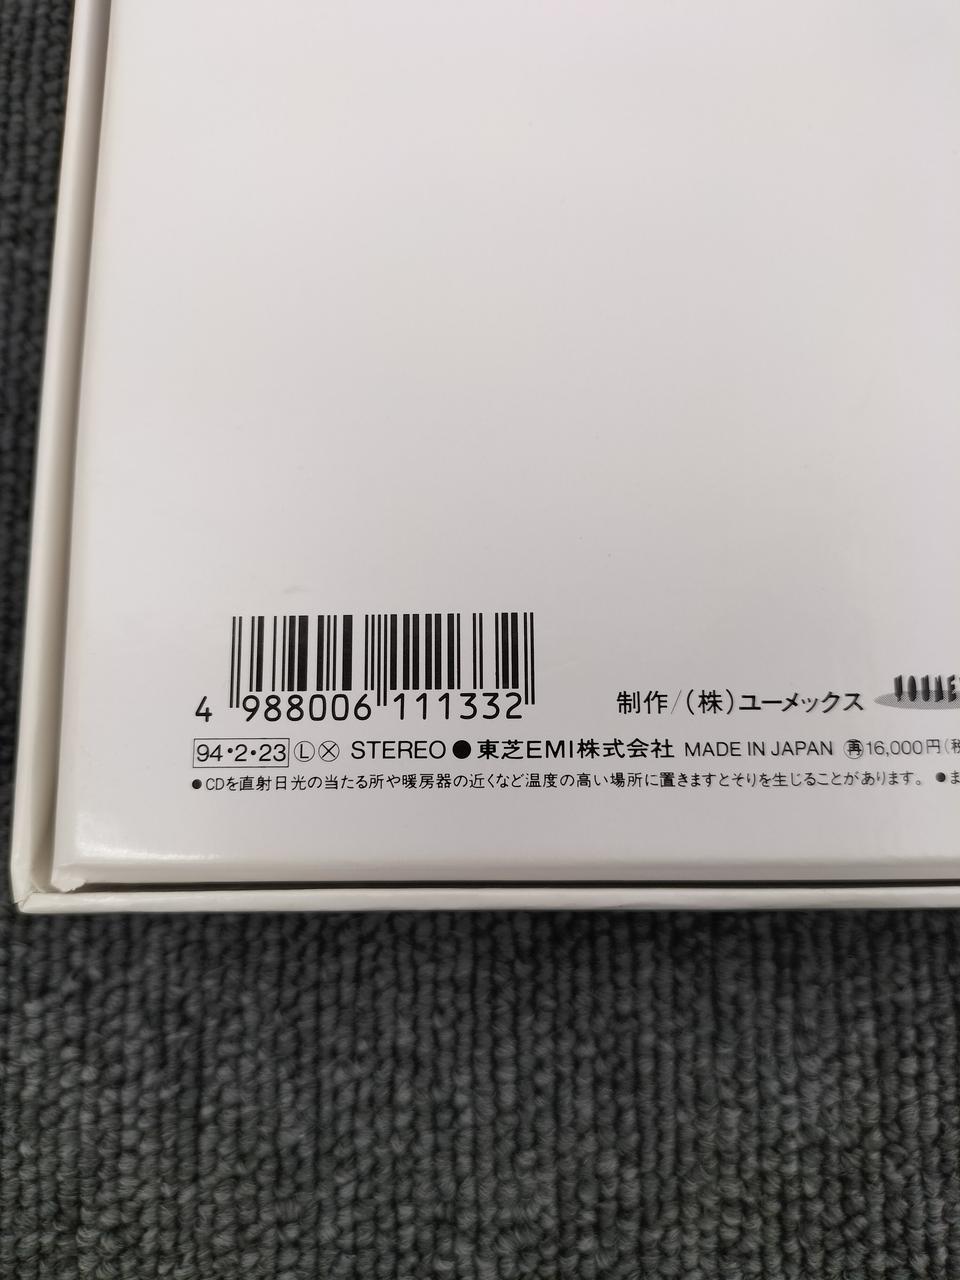 4 988006 111332
制作/(株)ユーメックス
94・2・23 Ⓛ Ⓧ STEREO ●東芝EMI株式会社 MADE IN JAPAN 再16,000円(税
●CDを直射日光の当たる所や暖房器の近くなど温度の高い場所に置きますとそりを生じることがあります。 ●ま